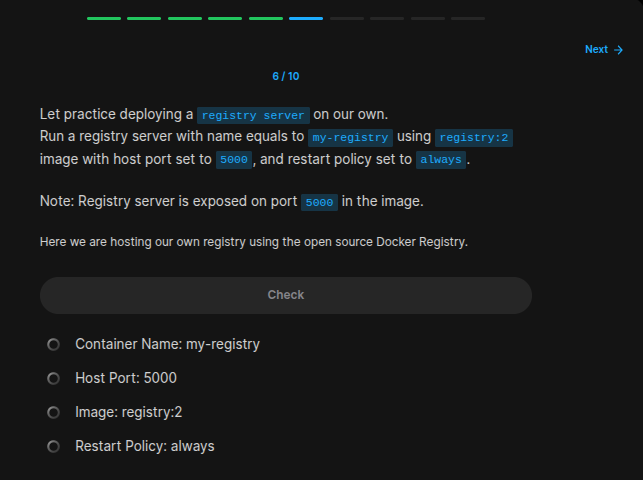 Next →
6 / 10
Let practice deploying a registry server on our own.
Run a registry server with name equals to my-registry using registry:2
image with host port set to 5000, and restart policy set to always.
Note: Registry server is exposed on port 5000 in the image.
Here we are hosting our own registry using the open source Docker Registry.
Check
Container Name: my-registry
Host Port: 5000
Image: registry:2
Restart Policy: always